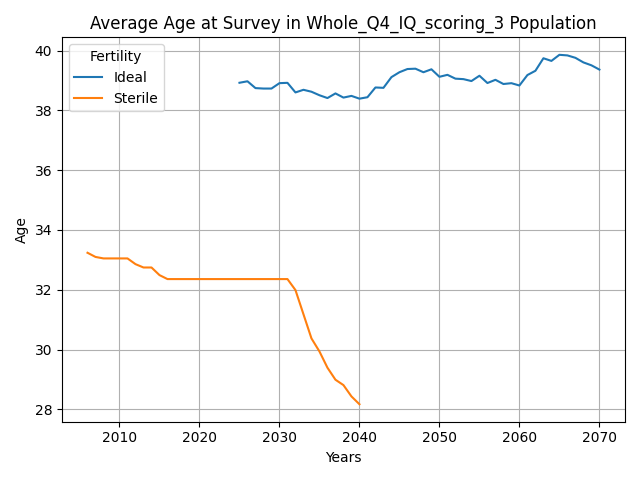 Average Age at Survey in Whole_Q4_IQ_scoring_3 Population
Fertility
Ideal
Sterile
Age
40
38
36
34
32
30
28
2010 2020 2030 2040 2050 2060 2070
Years